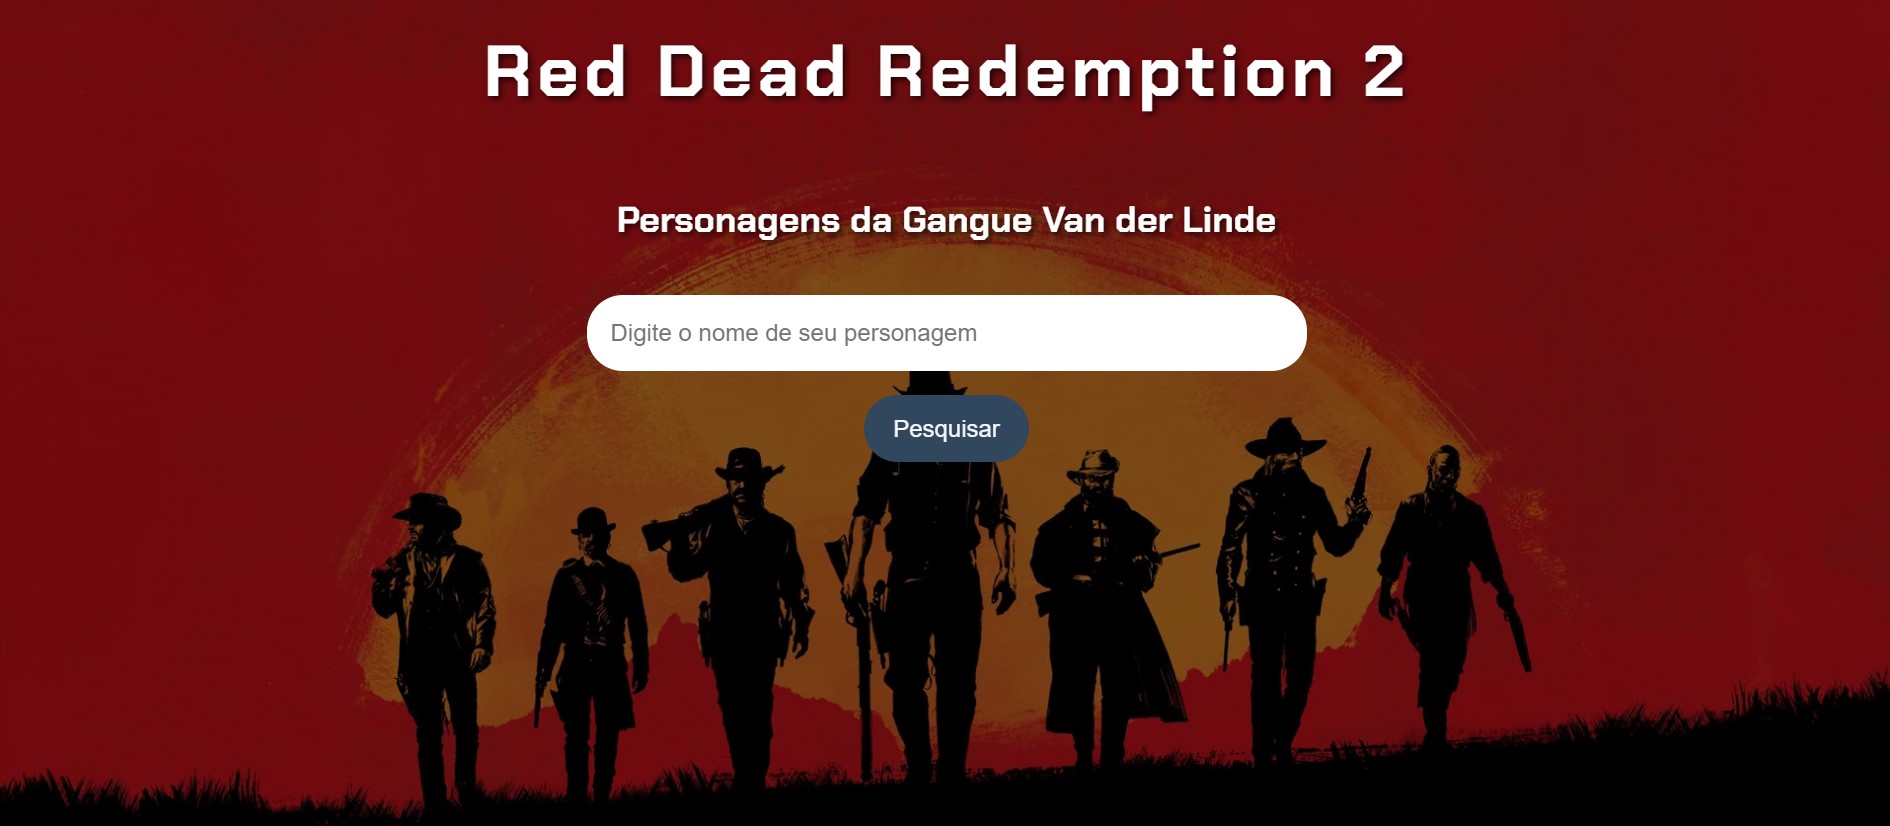 Red Dead Redemption 2
Personagens da Gangue Van der Linde
Digite o nome de seu personagem
Pesquisar